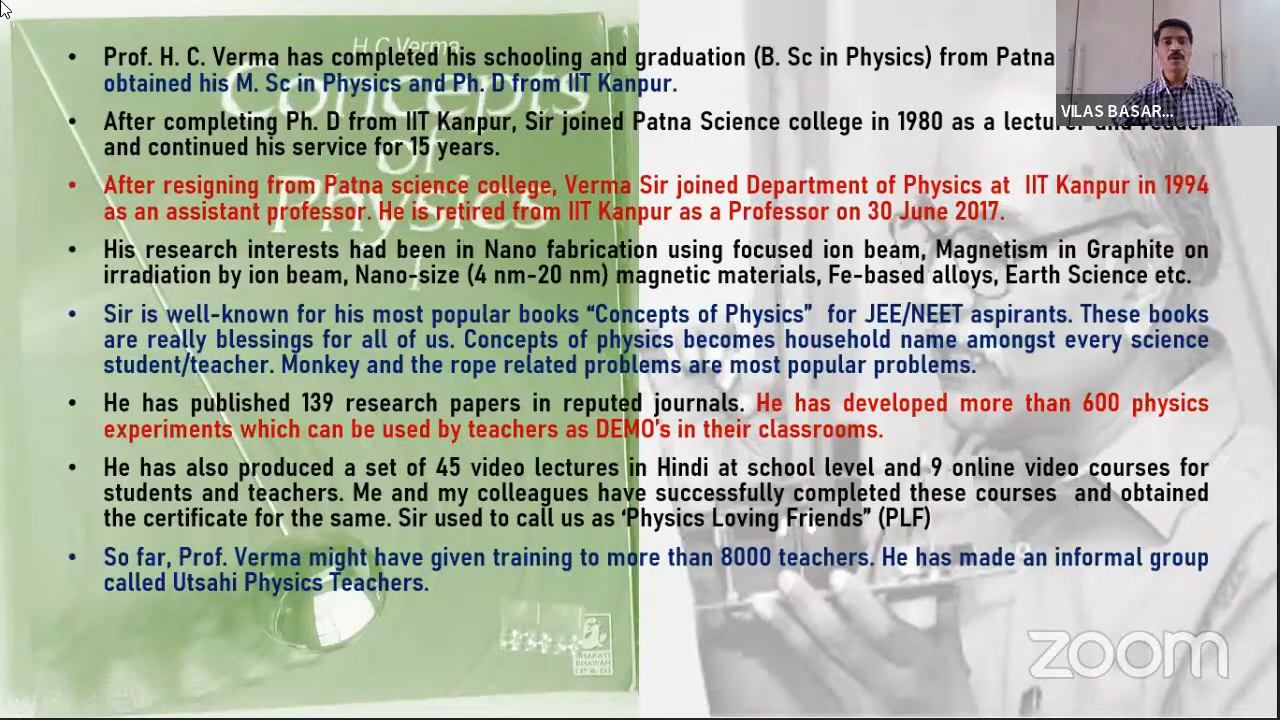 H C Verma
Concepts
of
Physics
• Prof. H. C. Verma has completed his schooling and graduation (B. Sc in Physics) from Patna
obtained his M. Sc in Physics and Ph. D from IIT Kanpur.
• After completing Ph. D from IIT Kanpur, Sir joined Patna Science college in 1980 as a lecturer and reader
and continued his service for 15 years.
• After resigning from Patna science college, Verma Sir joined Department of Physics at IIT Kanpur in 1994
as an assistant professor. He is retired from IIT Kanpur as a Professor on 30 June 2017.
• His research interests had been in Nano fabrication using focused ion beam, Magnetism in Graphite on
irradiation by ion beam, Nano-size (4 nm-20 nm) magnetic materials, Fe-based alloys, Earth Science etc.
• Sir is well-known for his most popular books “Concepts of Physics” for JEE/NEET aspirants. These books
are really blessings for all of us. Concepts of physics becomes household name amongst every science
student/teacher. Monkey and the rope related problems are most popular problems.
• He has published 139 research papers in reputed journals. He has developed more than 600 physics
experiments which can be used by teachers as DEMO’s in their classrooms.
• He has also produced a set of 45 video lectures in Hindi at school level and 9 online video courses for
students and teachers. Me and my colleagues have successfully completed these courses and obtained
the certificate for the same. Sir used to call us as ‘Physics Loving Friends” (PLF)
• So far, Prof. Verma might have given training to more than 8000 teachers. He has made an informal group
called Utsahi Physics Teachers.
VILAS BASAR...
BHARATI
BHAWAN
zoom